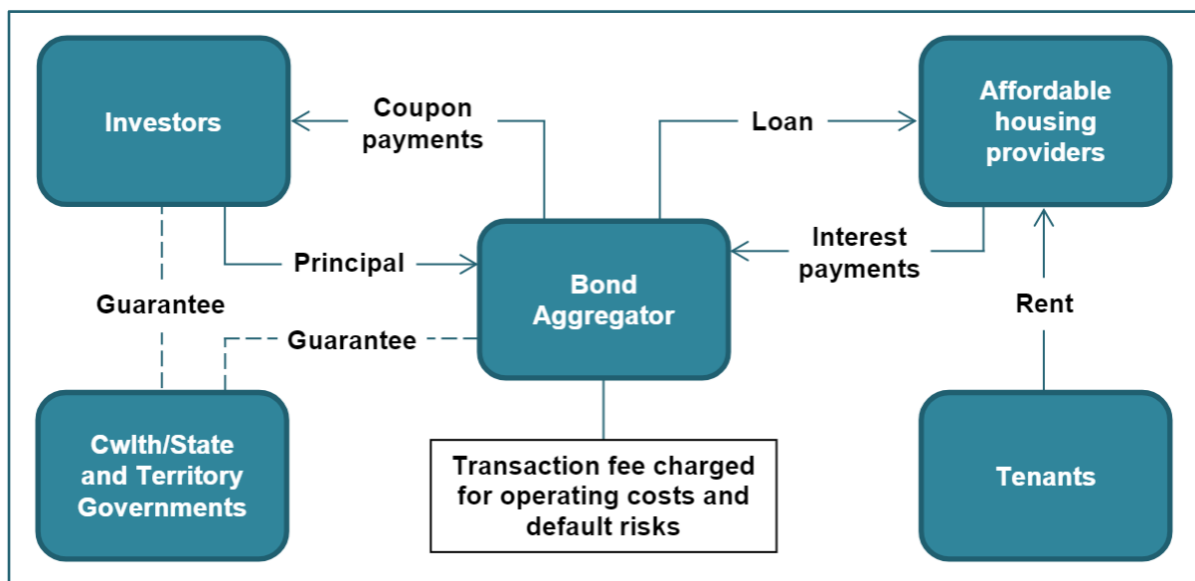 Investors
Coupon
payments
Loan
Affordable
housing
providers
Principal
Interest
payments
Guarantee
Bond
Aggregator
Guarantee
Rent
Cwlth/State
and Territory
Governments
Transaction fee charged
for operating costs and
default risks
Tenants